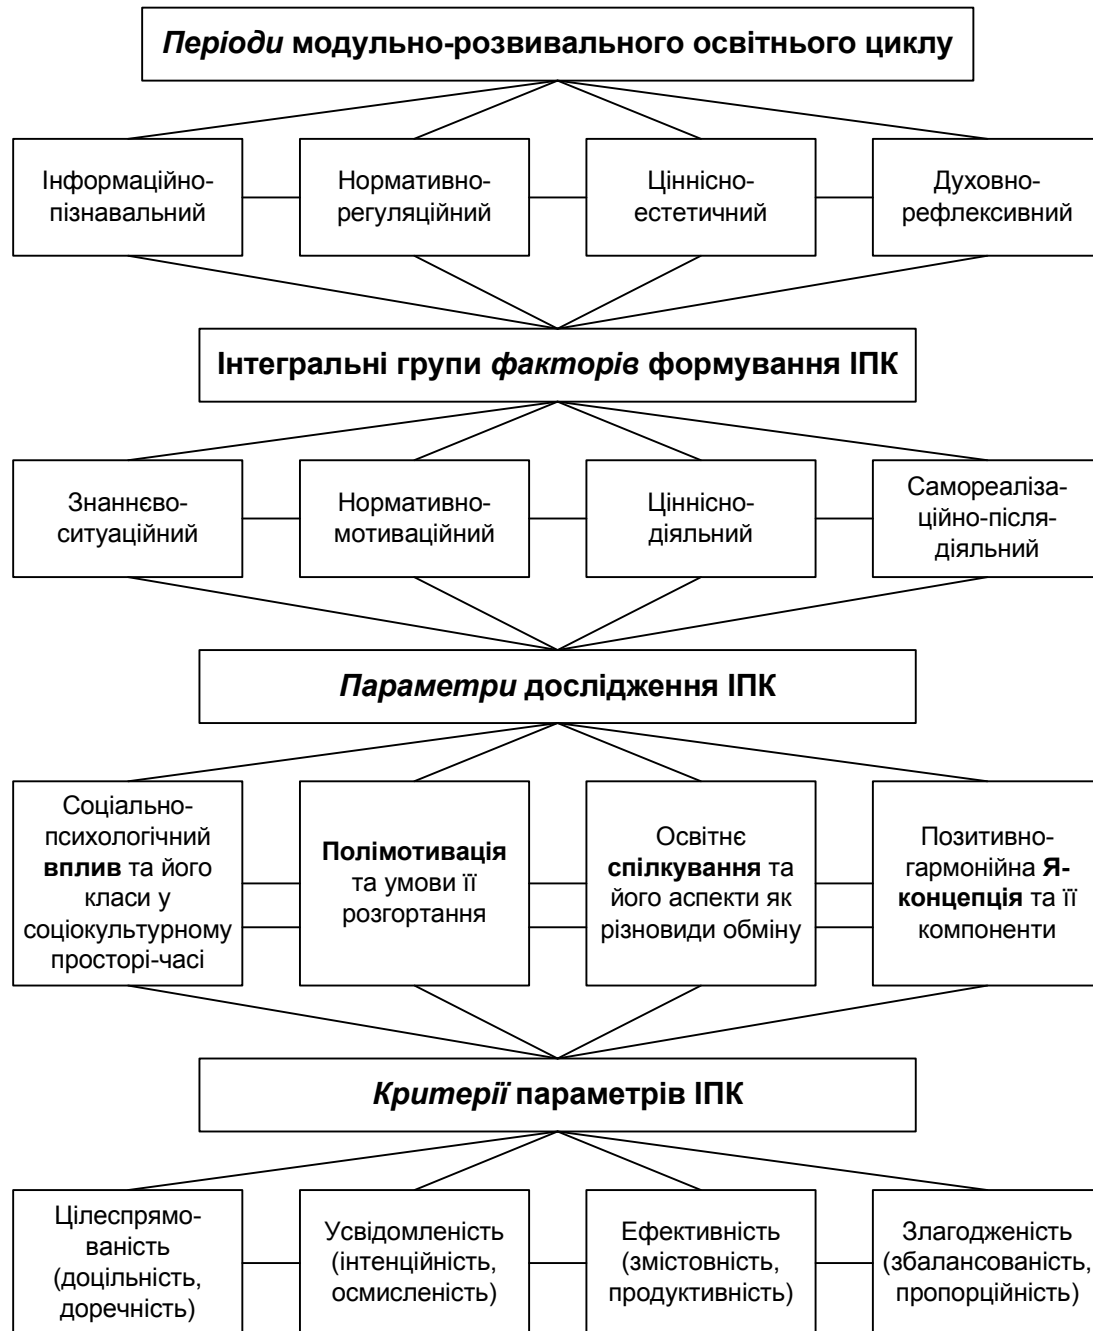 Періоди модульно-розвивального освітнього циклу
Інформаційно-
пізнавальний
Нормативно-
регуляційний
Ціннісно-
естетичний
Духовно-
рефлексивний
Інтегральні групи факторів формування ІПК
Знаннєво-
ситуаційний
Нормативно-
мотиваційний
Ціннісно-
діяльний
Самореаліза-
ційно-після-
діяльний
Параметри дослідження ІПК
Соціально-
психологічний
вплив та його
класи у
соціокультурному
просторі-часі
Полімотивація
та умови її
розгортання
Освітнє
спілкування та
його аспекти як
різновиди обміну
Позитивно-
гармонійна Я-
концепція та її
компоненти
Критерії параметрів ІПК
Цілеспрямо-
ваність
(доцільність,
доречність)
Усвідомленість
(інтенційність,
осмисленість)
Ефективність
(змістовність,
продуктивність)
Злагодженість
(збалансованість,
пропорційність)